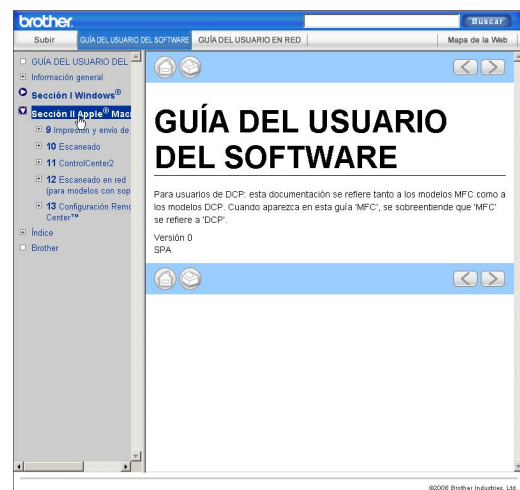 brother.
Buscar
Subir
GUÍA DEL USUARIO DEL SOFTWARE
GUÍA DEL USUARIO EN RED
Mapa de la Web
GUÍA DEL USUARIO DEL
Información general
Sección I Windows®
Sección II Apple® Maci
9 Impresión y envío de
10 Escaneado
11 ControlCenter2
12 Escaneado en red
(para modelos con sop
13 Configuración Remo
Center™
Índice
Brother
GUÍA DEL USUARIO
DEL SOFTWARE
Para usuarios de DCP: esta documentación se refiere tanto a los modelos MFC como a
los modelos DCP. Cuando aparezca en esta guía 'MFC', se sobreentiende que 'MFC'
se refiere a 'DCP'.
Versión 0
SPA
©2008 Brother Industries, Ltd.